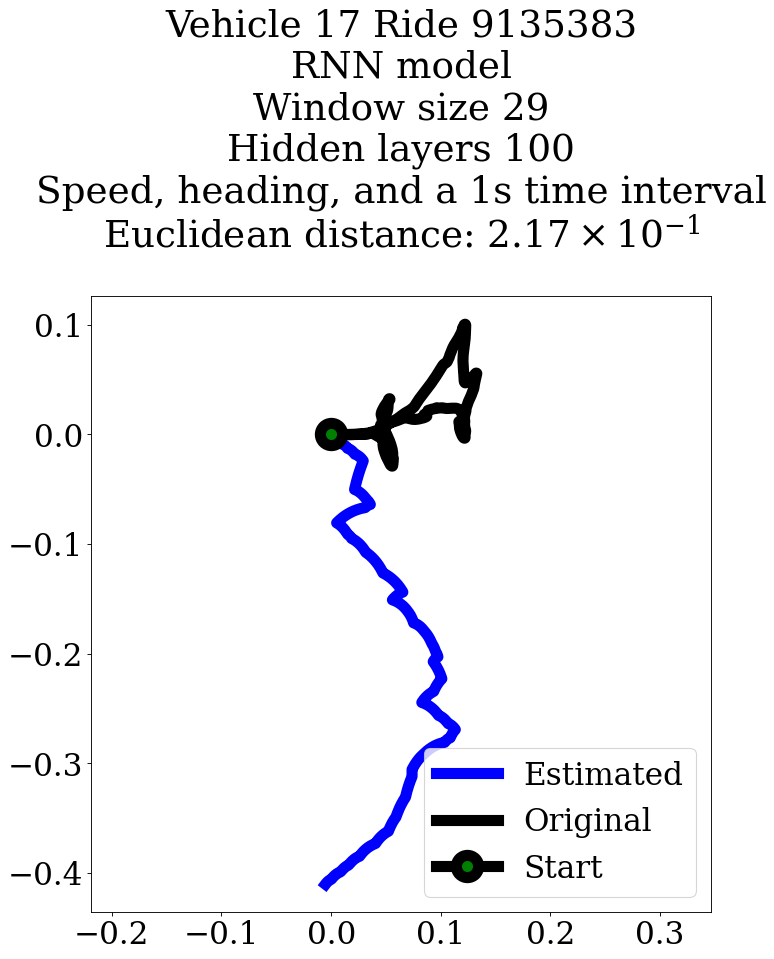 Vehicle 17 Ride 9135383
RNN model
Window size 29
Hidden layers 100
Speed, heading, and a 1s time interval
Euclidean distance: 2.17 × 10⁻¹
0.1
0.0
−0.1
−0.2
−0.3
−0.4
Estimated
Original
Start
−0.2 −0.1 0.0 0.1 0.2 0.3